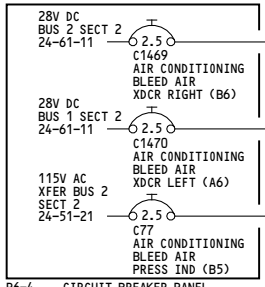 28V DC
BUS 2 SECT 2
24-61-11
2.5
C1469
AIR CONDITIONING
BLEED AIR
XDCR RIGHT (B6)
28V DC
BUS 1 SECT 2
24-61-11
2.5
C1470
AIR CONDITIONING
BLEED AIR
XDCR LEFT (A6)
115V AC
XFER BUS 2
SECT 2
24-51-21
2.5
C77
AIR CONDITIONING
BLEED AIR
PRESS IND (B5)
P6-4 CIRCUIT BREAKER PANEL